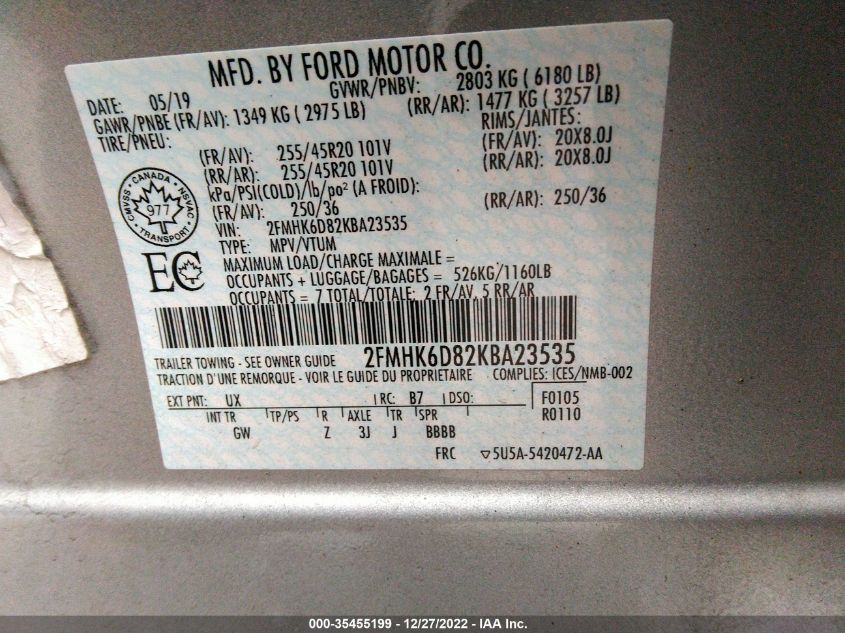 MFD. BY FORD MOTOR CO.
DATE: 05/19 GVWR/PNBV: 2803 KG ( 6180 LB)
GAWR/PNBE (FR/AV): 1349 KG ( 2975 LB) (RR/AR): 1477 KG ( 3257 LB)
TIRE/PNEU: RIMS/JANTES:
(FR/AV): 255/45R20 101V (FR/AV): 20X8.0J
(RR/AR): 255/45R20 101V (RR/AR): 20X8.0J
kPa/PSI(COLD)/lb/po² (A FROID):
(FR/AV): 250/36 (RR/AR): 250/36
VIN: 2FMHK6D82KBA23535
TYPE: MPV/VTUM
CANADA
CMVSS NSVAC
977
TRANSPORT
EC
MAXIMUM LOAD/CHARGE MAXIMALE =
OCCUPANTS + LUGGAGE/BAGAGES = 526KG/1160LB
OCCUPANTS = 7 TOTAL/TOTALE: 2 FR/AV, 5 RR/AR
TRAILER TOWING - SEE OWNER GUIDE 2FMHK6D82KBA23535
TRACTION D'UNE REMORQUE - VOIR LE GUIDE DU PROPRIETAIRE COMPLIES: ICES/NMB-002
EXT PNT: UX RC: B7 DSO: F0105
INT TR TP/PS R AXLE TR SPR R0110
GW Z 3J J BBBB
FRC ▽5U5A-5420472-AA
000-35455199 - 12/27/2022 - IAA Inc.